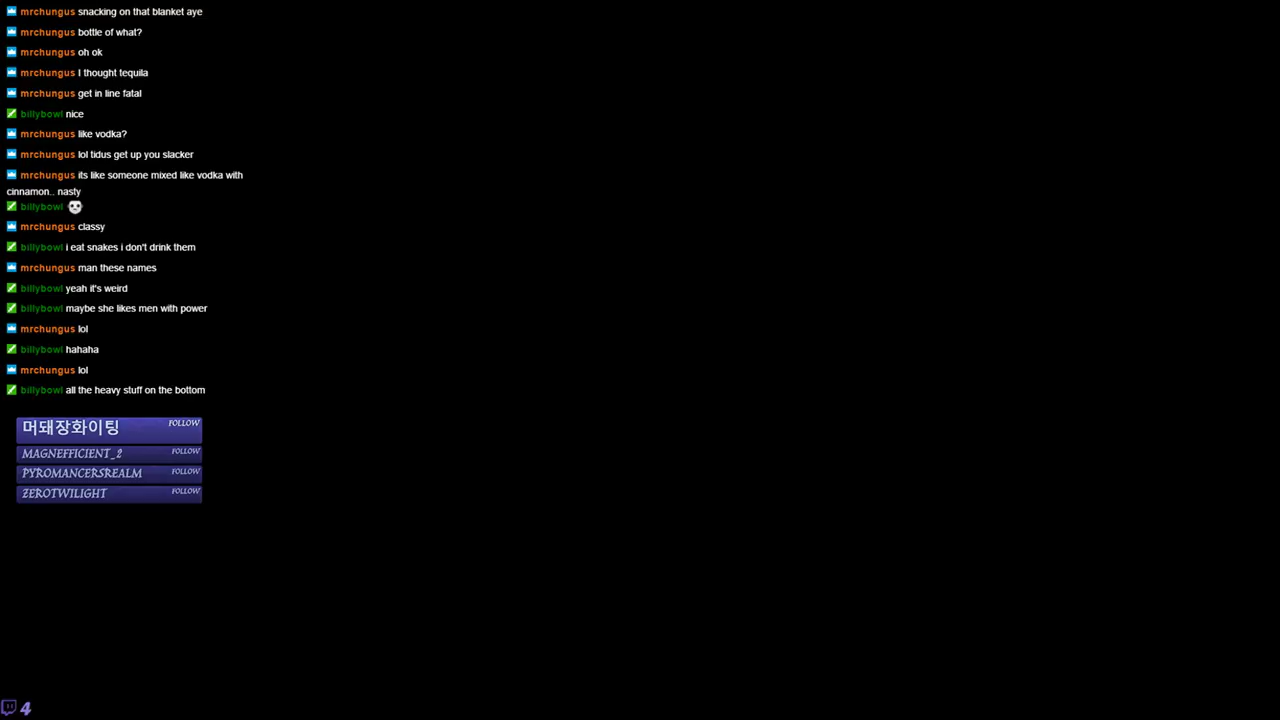 mrchungus snacking on that blanket aye
mrchungus bottle of what?
mrchungus oh ok
mrchungus I thought tequila
mrchungus get in line fatal
billybowl nice
mrchungus like vodka?
mrchungus lol tidus get up you slacker
mrchungus its like someone mixed like vodka with
cinnamon.. nasty
billybowl
mrchungus classy
billybowl i eat snakes i don't drink them
mrchungus man these names
billybowl yeah it's weird
billybowl maybe she likes men with power
mrchungus lol
billybowl hahaha
mrchungus lol
billybowl all the heavy stuff on the bottom
머돼장화이팅 FOLLOW
MAGNEFFICIENT_2 FOLLOW
PYROMANCERSREALM FOLLOW
ZEROTWILIGHT FOLLOW
4